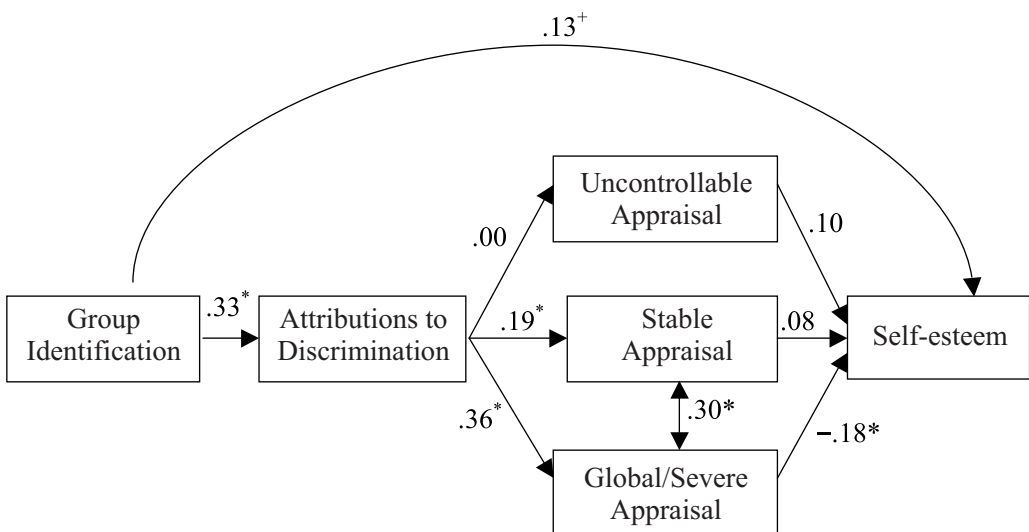 .13+
Uncontrollable
Appraisal
.00
.10
Group
Identification
.33*
Attributions to
Discrimination
.19*
Stable
Appraisal
.08
Self-esteem
.36*
.30*
−.18*
Global/Severe
Appraisal